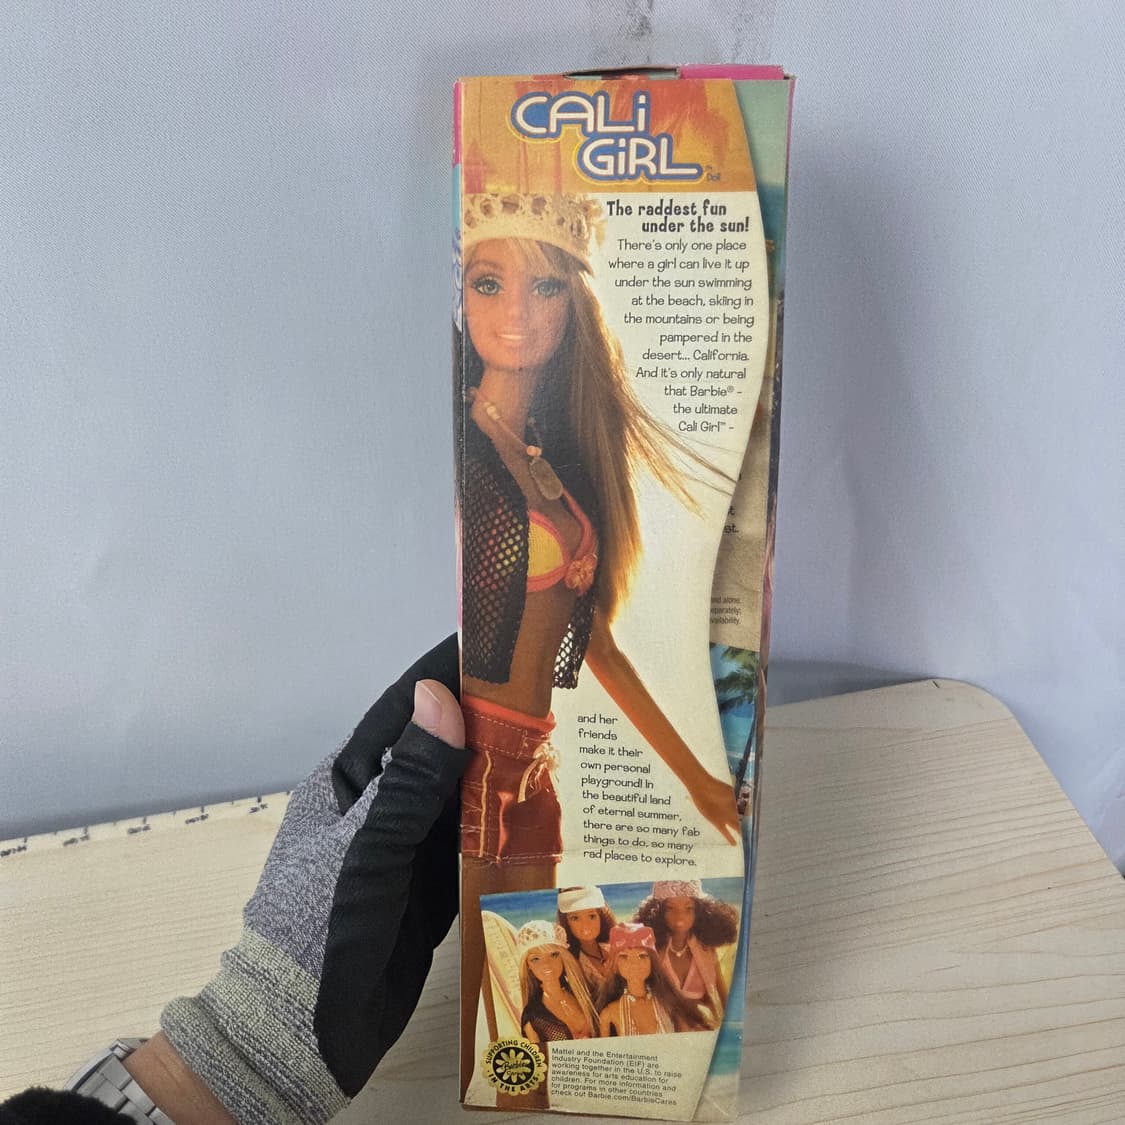 CALi
GiRL
™
Doll
The raddest fun
under the sun!
There's only one place
where a girl can live it up
under the sun swimming
at the beach, skiing in
the mountains or being
pampered in the
desert... California.
And it's only natural
that Barbie® -
the ultimate
Cali Girl™ -
and her
friends
make it their
own personal
playground! In
the beautiful land
of eternal summer,
there are so many fab
things to do, so many
rad places to explore.
SUPPORTING CHILDREN
Barbie
Cares
IN THE ARTS
Mattel and the Entertainment
Industry Foundation (EIF) are
working together in the U.S. to raise
awareness for arts education for
children. For more information and
for programs in other countries
check out Barbie.com/BarbieCares